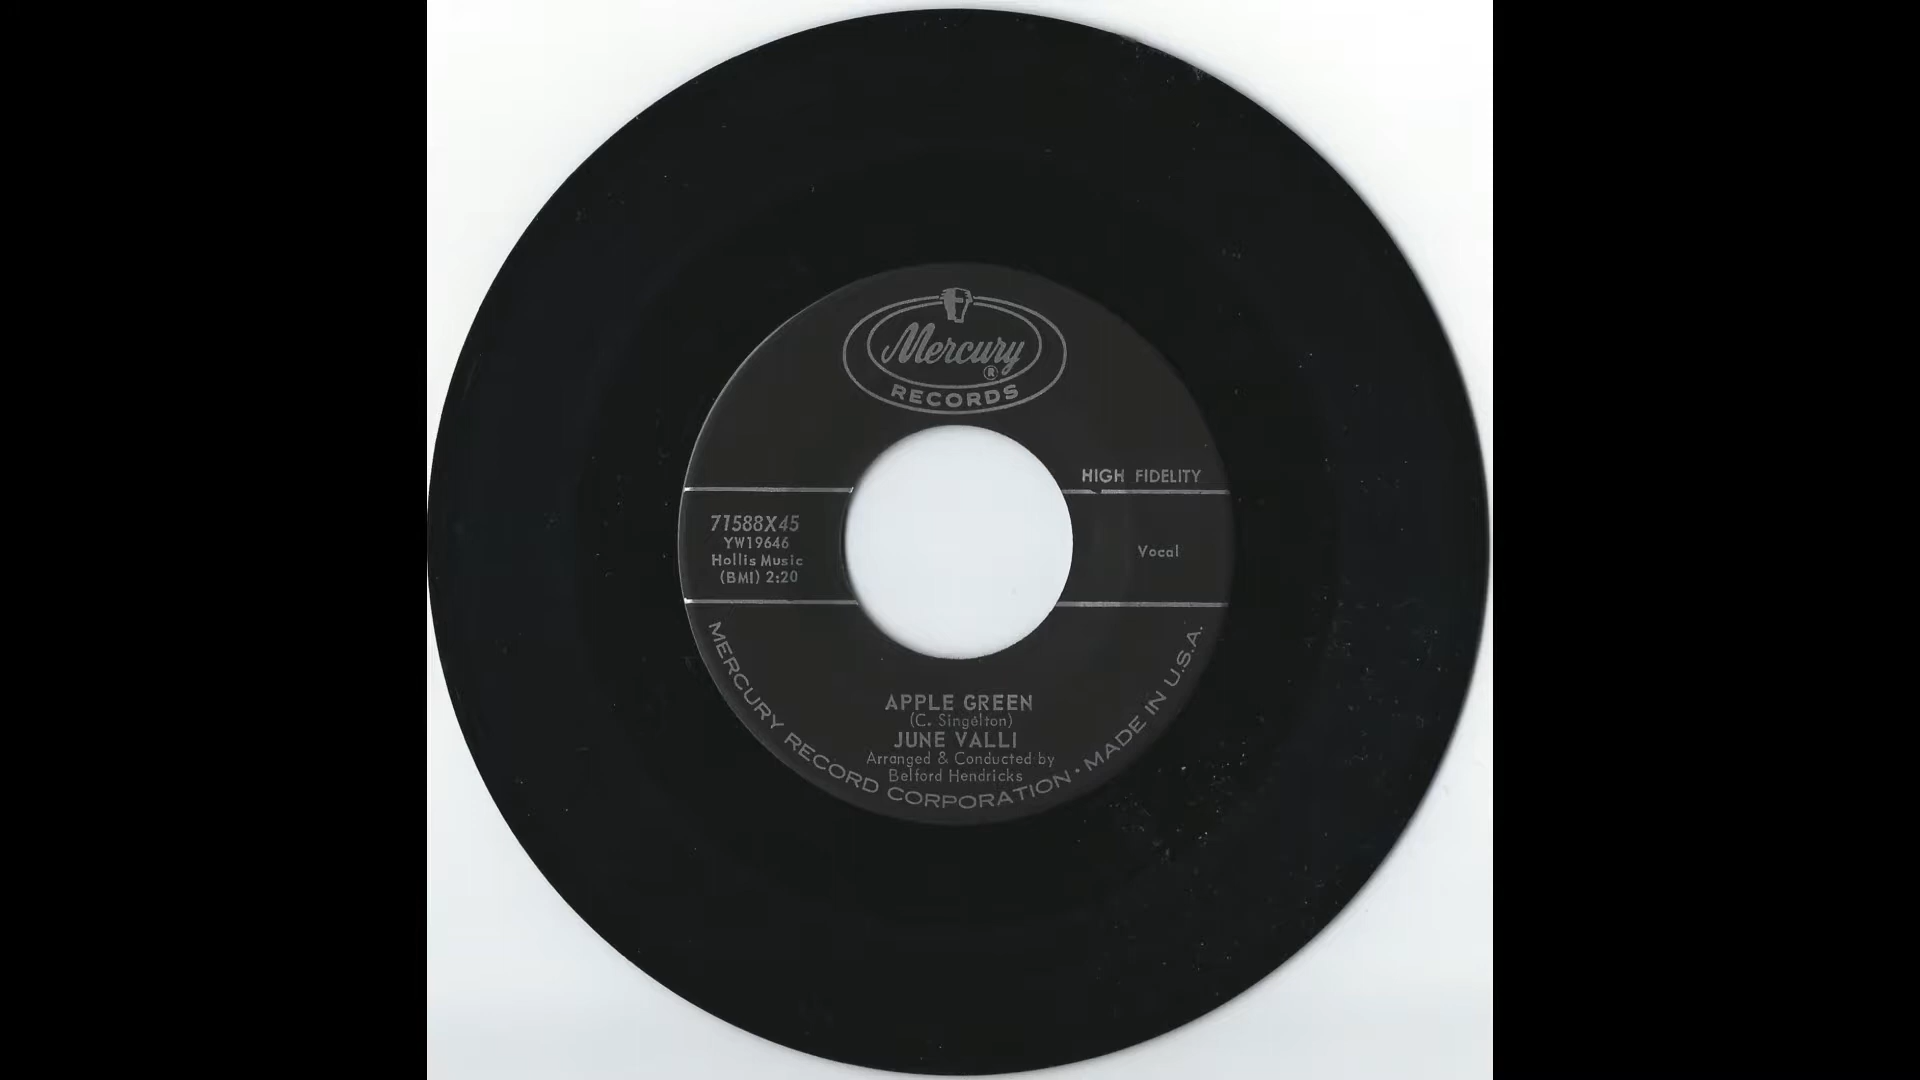 Mercury
®
RECORDS
HIGH FIDELITY
71588X45
YW19646
Hollis Music
(BMI) 2:20
Vocal
APPLE GREEN
(C. Singelton)
JUNE VALLI
Arranged & Conducted by
Belford Hendricks
MERCURY RECORD CORPORATION • MADE IN U.S.A.